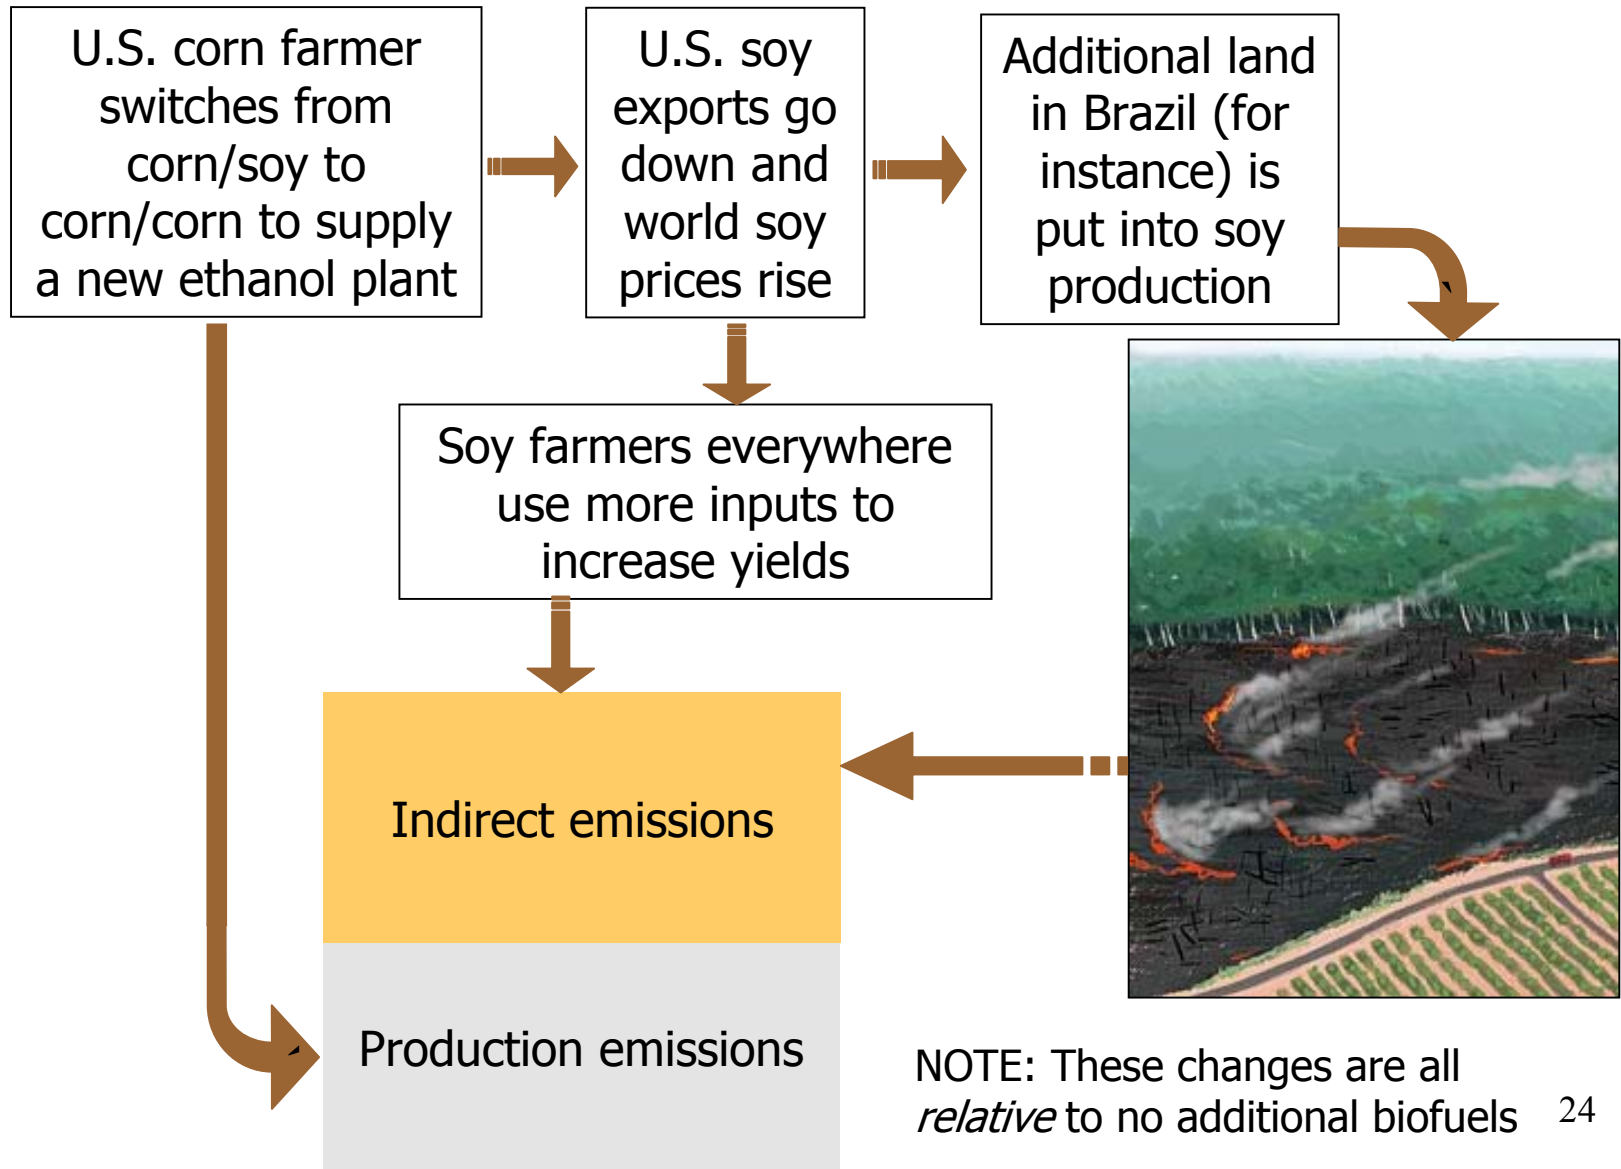 U.S. corn farmer
switches from
corn/soy to
corn/corn to supply
a new ethanol plant
U.S. soy
exports go
down and
world soy
prices rise
Additional land
in Brazil (for
instance) is
put into soy
production
Soy farmers everywhere
use more inputs to
increase yields
Indirect emissions
Production emissions
NOTE: These changes are all
relative to no additional biofuels
24